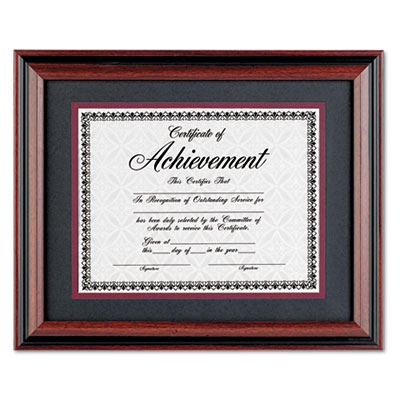 Certificate of
Achievement
This Certifies That
In Recognition of Outstanding Service for
has been duly selected by the Committee of
Awards to receive this Certificate.
Given at
this day of in the year
Signature Signature